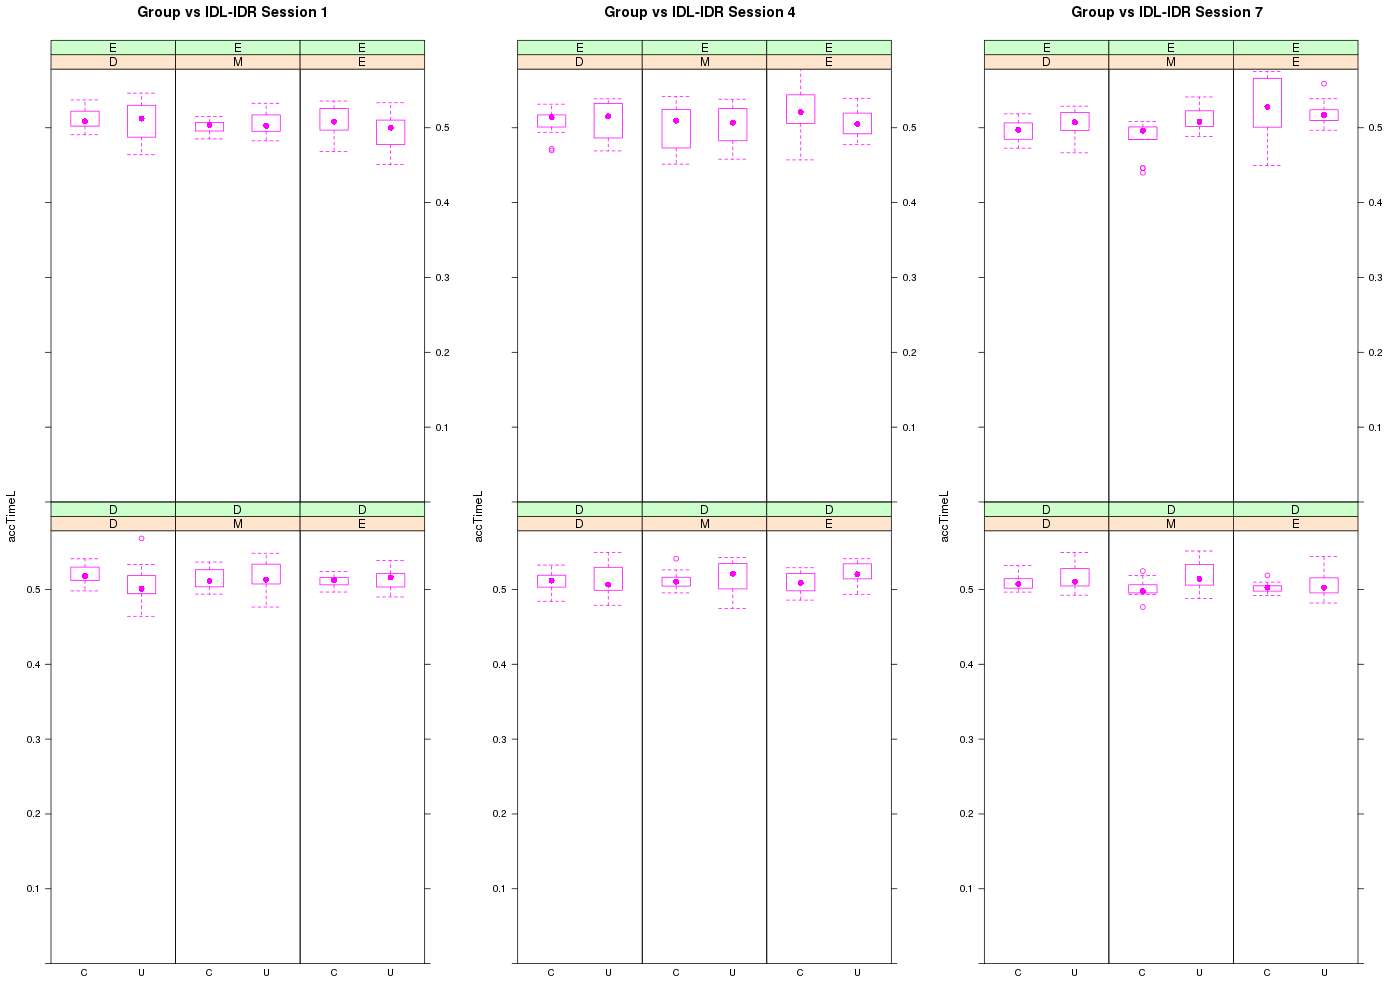 Group vs IDL-IDR Session 1 Group vs IDL-IDR Session 4 Group vs IDL-IDR Session 7
E E E E E E E E E
D M E D M E D M E
0.5 0.5 0.5
0.4 0.4 0.4
0.3 0.3 0.3
0.2 0.2 0.2
0.1 0.1 0.1
accTimeL accTimeL accTimeL
D D D D D D D D D
D M E D M E D M E
0.5 0.5 0.5
0.4 0.4 0.4
0.3 0.3 0.3
0.2 0.2 0.2
0.1 0.1 0.1
C U C U C U C U C U C U C U C U C U